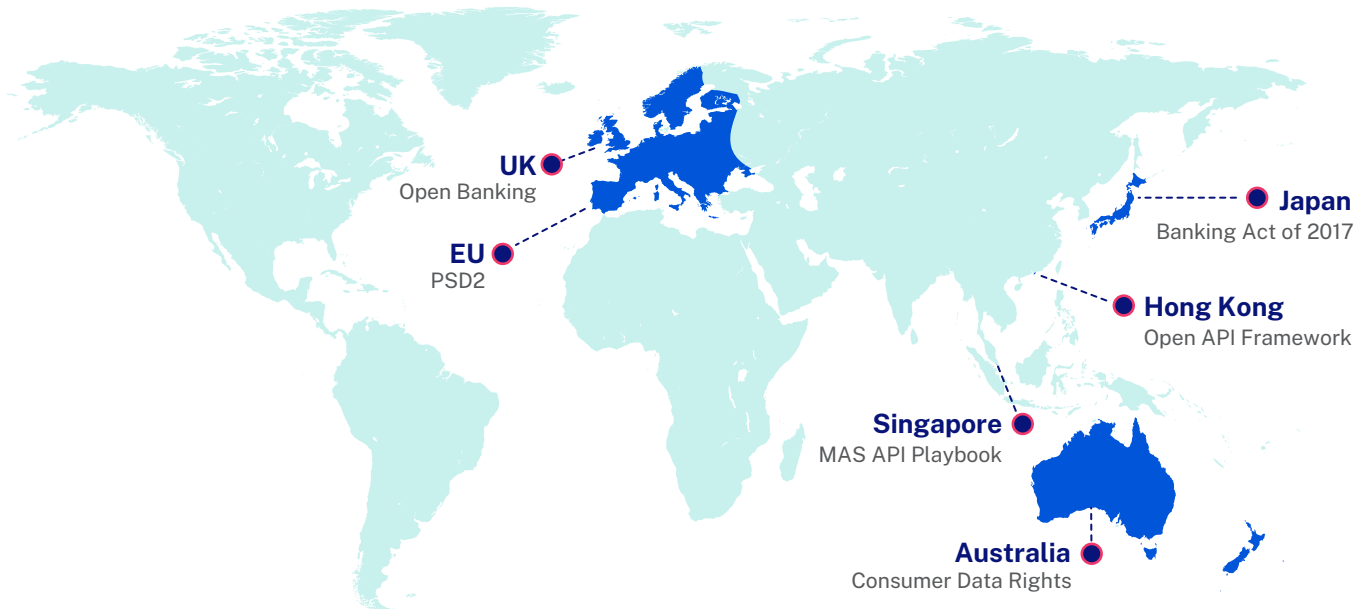 UK
Open Banking
EU
PSD2
Japan
Banking Act of 2017
Hong Kong
Open API Framework
Singapore
MAS API Playbook
Australia
Consumer Data Rights